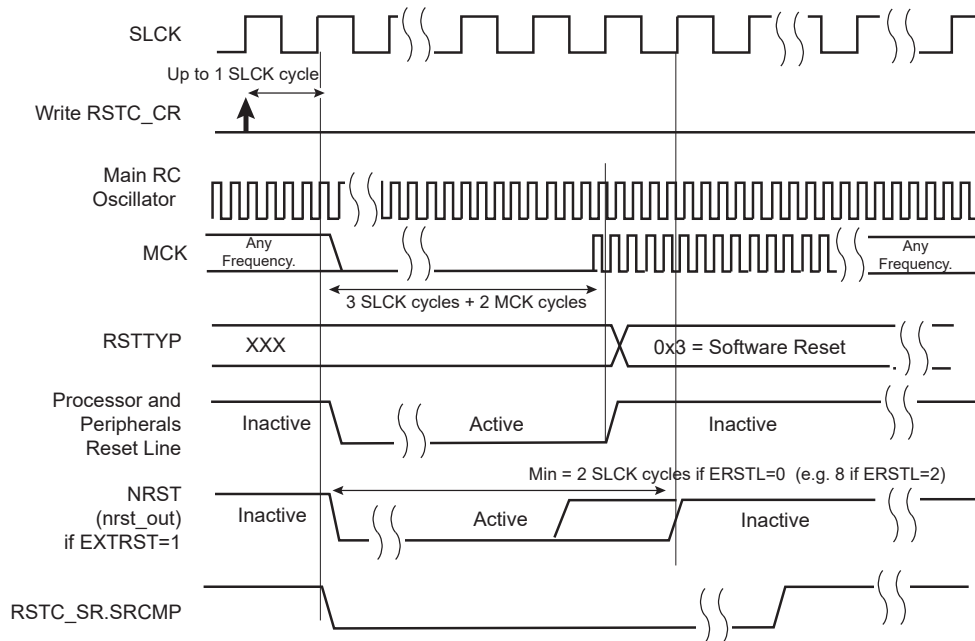 SLCK
Up to 1 SLCK cycle
Write RSTC_CR
Main RC
Oscillator
MCK
Any
Frequency.
Any
Frequency.
3 SLCK cycles + 2 MCK cycles
RSTTYP
XXX
0x3 = Software Reset
Processor and
Peripherals
Reset Line
Inactive
Active
Inactive
Min = 2 SLCK cycles if ERSTL=0 (e.g. 8 if ERSTL=2)
NRST
(nrst_out)
if EXTRST=1
Inactive
Active
Inactive
RSTC_SR.SRCMP